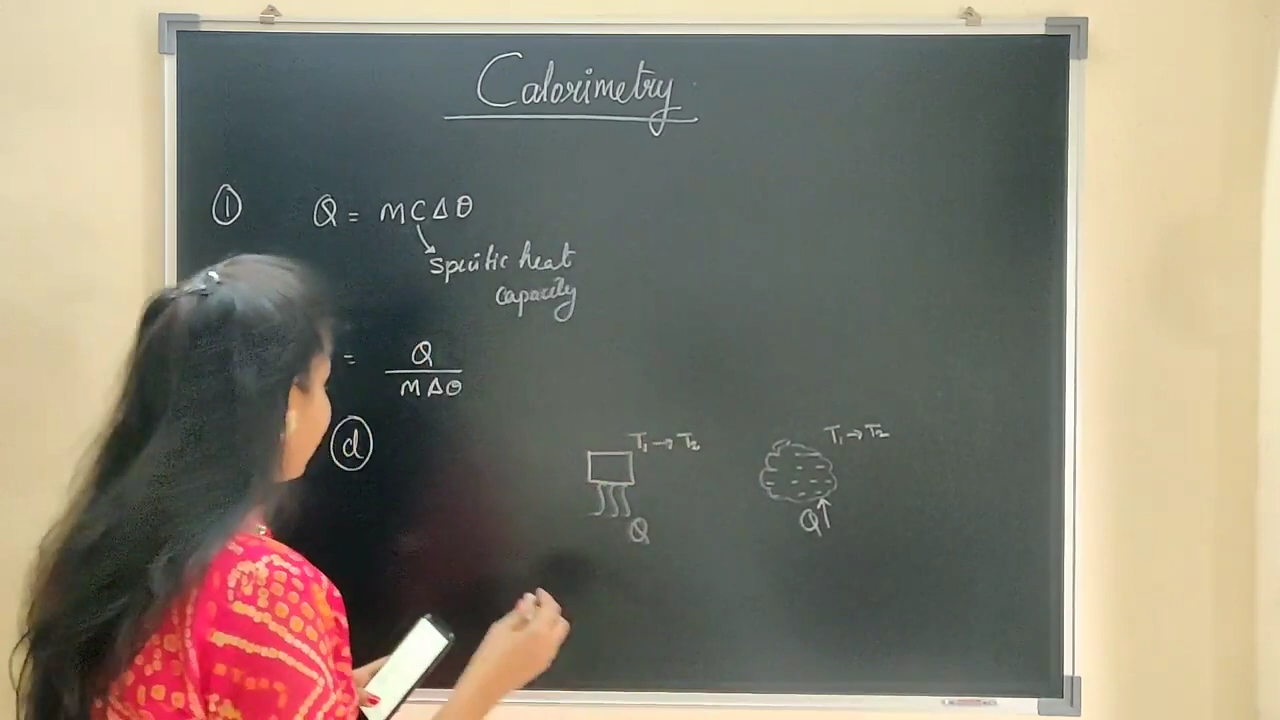 Calorimetry
① Q = MCΔθ
Specific heat
capacity
= Q / MΔθ
ⓓ
T₁→T₂
Q
T₁→T₂
Q↑